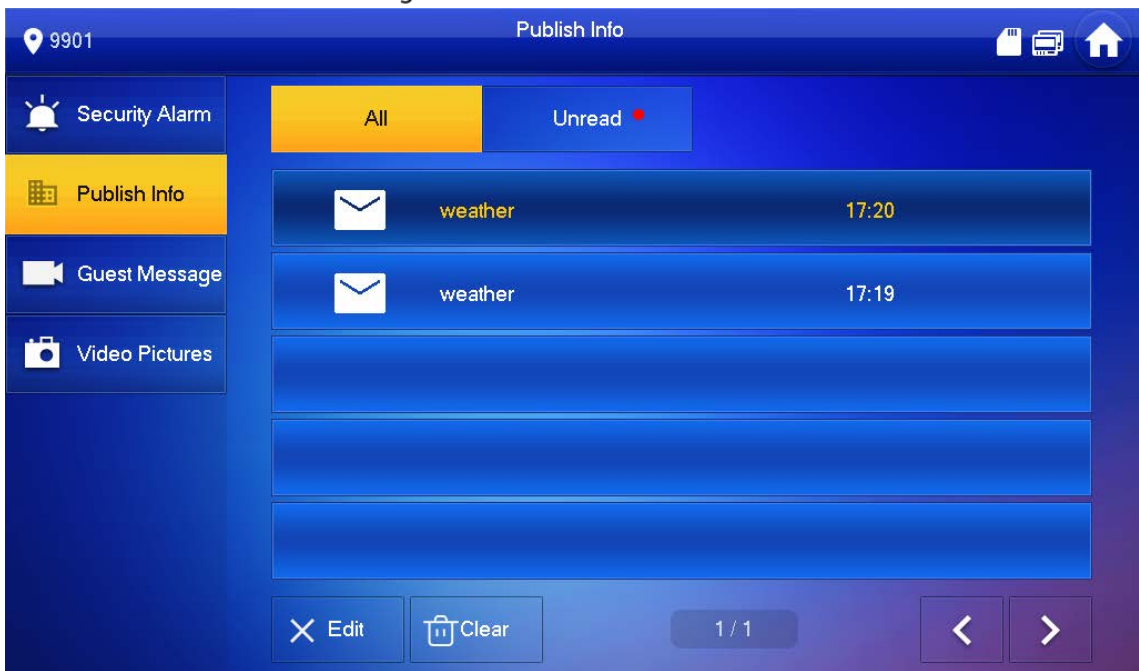 Publish Info
9901
Security Alarm
Publish Info
Guest Message
Video Pictures
All
Unread
weather 17:20
weather 17:19
Edit
Clear
1 / 1